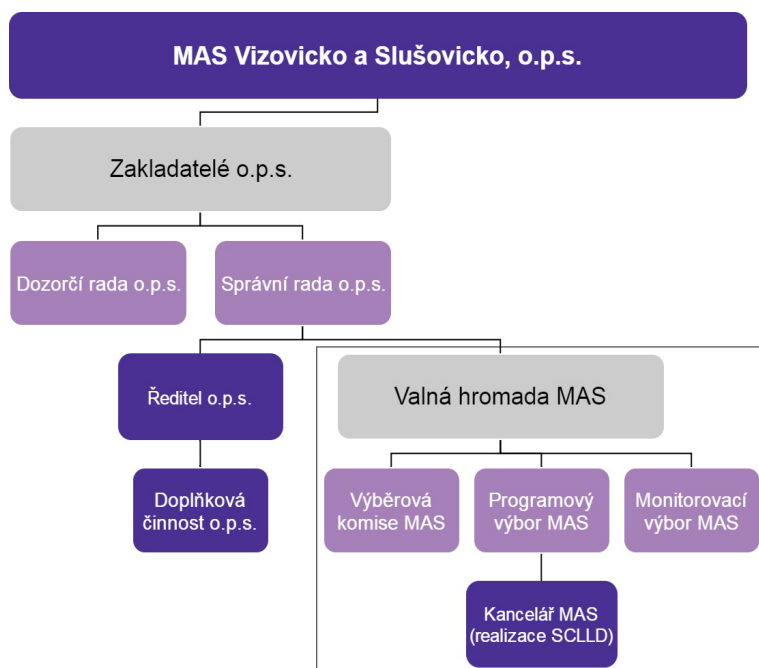 MAS Vizovicko a Slušovicko, o.p.s.
Zakladatelé o.p.s.
Dozorčí rada o.p.s.
Správní rada o.p.s.
Ředitel o.p.s.
Valná hromada MAS
Doplňková
činnost o.p.s.
Výběrová
komise MAS
Programový
výbor MAS
Monitorovací
výbor MAS
Kancelář MAS
(realizace SCLLD)